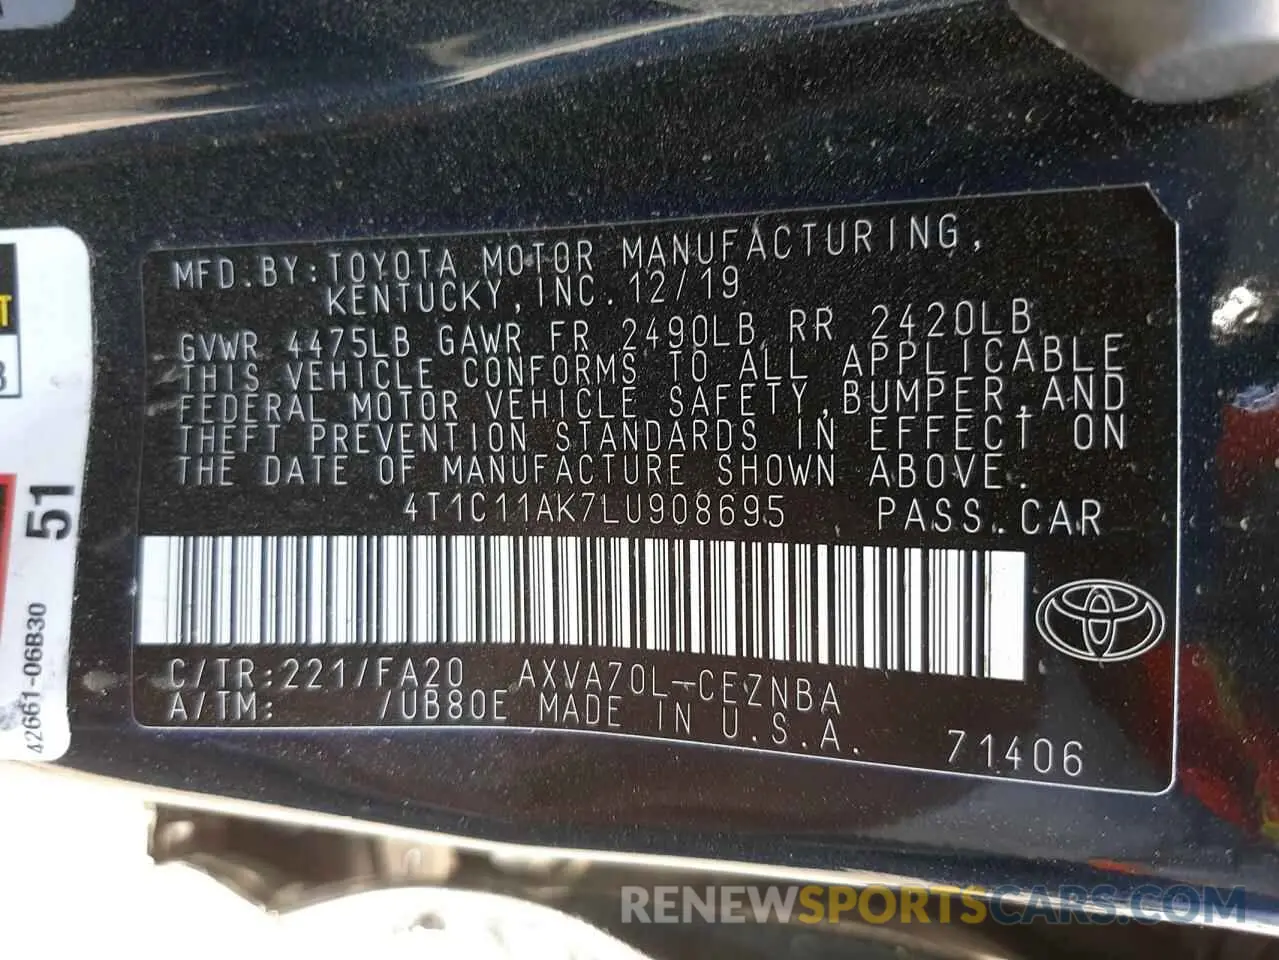 MFD.BY:TOYOTA MOTOR MANUFACTURING,
KENTUCKY,INC. 12/19
GVWR 4475LB GAWR FR 2490LB RR 2420LB
THIS VEHICLE CONFORMS TO ALL APPLICABLE
FEDERAL MOTOR VEHICLE SAFETY,BUMPER,AND
THEFT PREVENTION STANDARDS IN EFFECT ON
THE DATE OF MANUFACTURE SHOWN ABOVE.
4T1C11AK7LU908695 PASS.CAR
C/TR:221/FA20 AXVA70L-CEZNBA
A/TM: /UB80E MADE IN U.S.A.
71406
51
42661-06B30
RENEWSPORTSCARS.COM